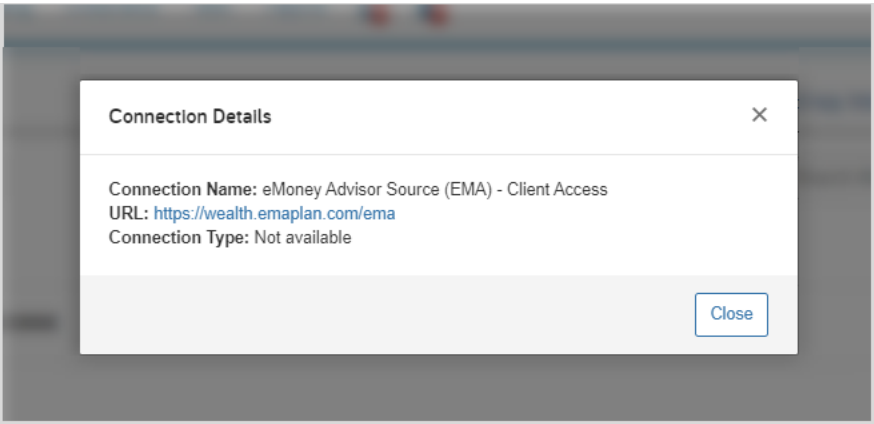 Connection Details
Connection Name: eMoney Advisor Source (EMA) - Client Access
URL: https://wealth.emaplan.com/ema
Connection Type: Not available
Close